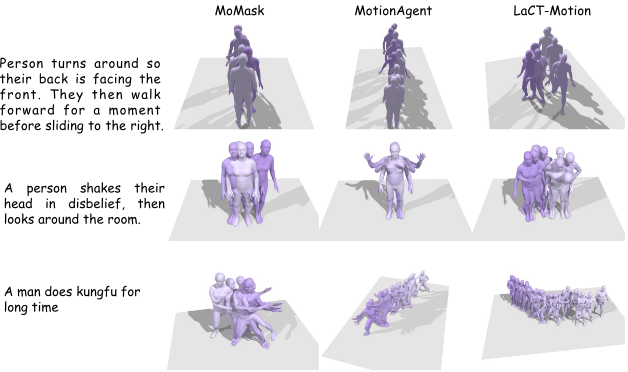 MoMask MotionAgent LaCT-Motion
Person turns around so
their back is facing the
front. They then walk
forward for a moment
before sliding to the right.
A person shakes their
head in disbelief, then
looks around the room.
A man does kungfu for
long time